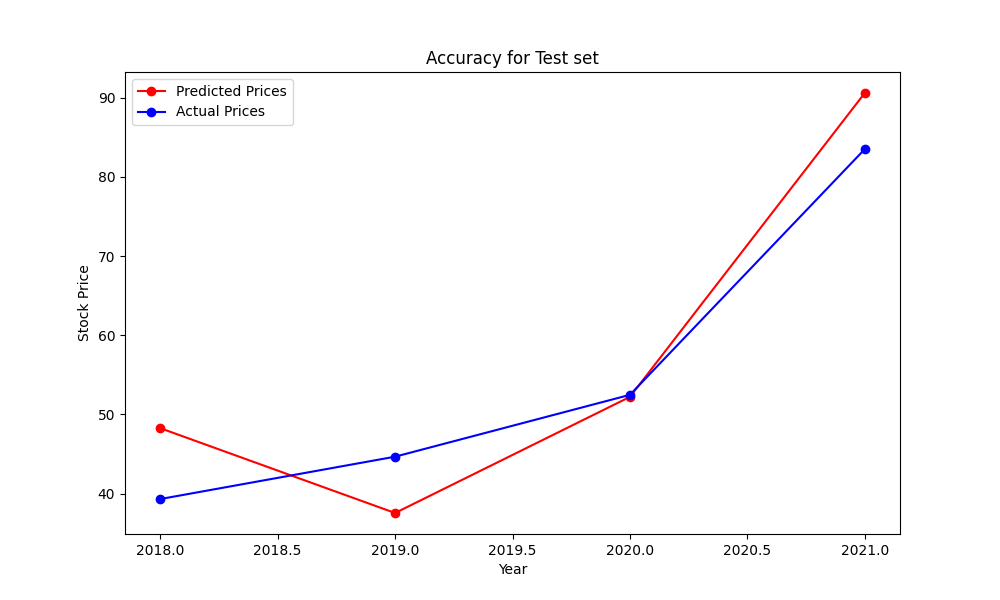 Accuracy for Test set
Predicted Prices
Actual Prices
90
80
70
60
50
40
Stock Price
2018.0 2018.5 2019.0 2019.5 2020.0 2020.5 2021.0
Year